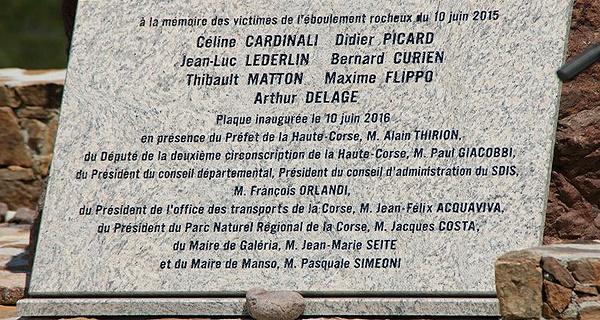 à la mémoire des victimes de l'éboulement rocheux du 10 juin 2015
Céline CARDINALI Didier PICARD
Jean-Luc LEDERLIN Bernard CURIEN
Thibault MATTON Maxime FLIPPO
Arthur DELAGE
Plaque inaugurée le 10 juin 2016
en présence du Préfet de la Haute-Corse, M. Alain THIRION,
du Député de la deuxième circonscription de la Haute-Corse, M. Paul GIACOBBI,
du Président du conseil départemental, Président du conseil d'administration du SDIS,
M. François ORLANDI,
du Président de l'office des transports de la Corse, M. Jean-Félix ACQUAVIVA,
du Président du Parc Naturel Régional de la Corse, M. Jacques COSTA,
du Maire de Galéria, M. Jean-Marie SEITE
et du Maire de Manso, M. Pasquale SIMEONI